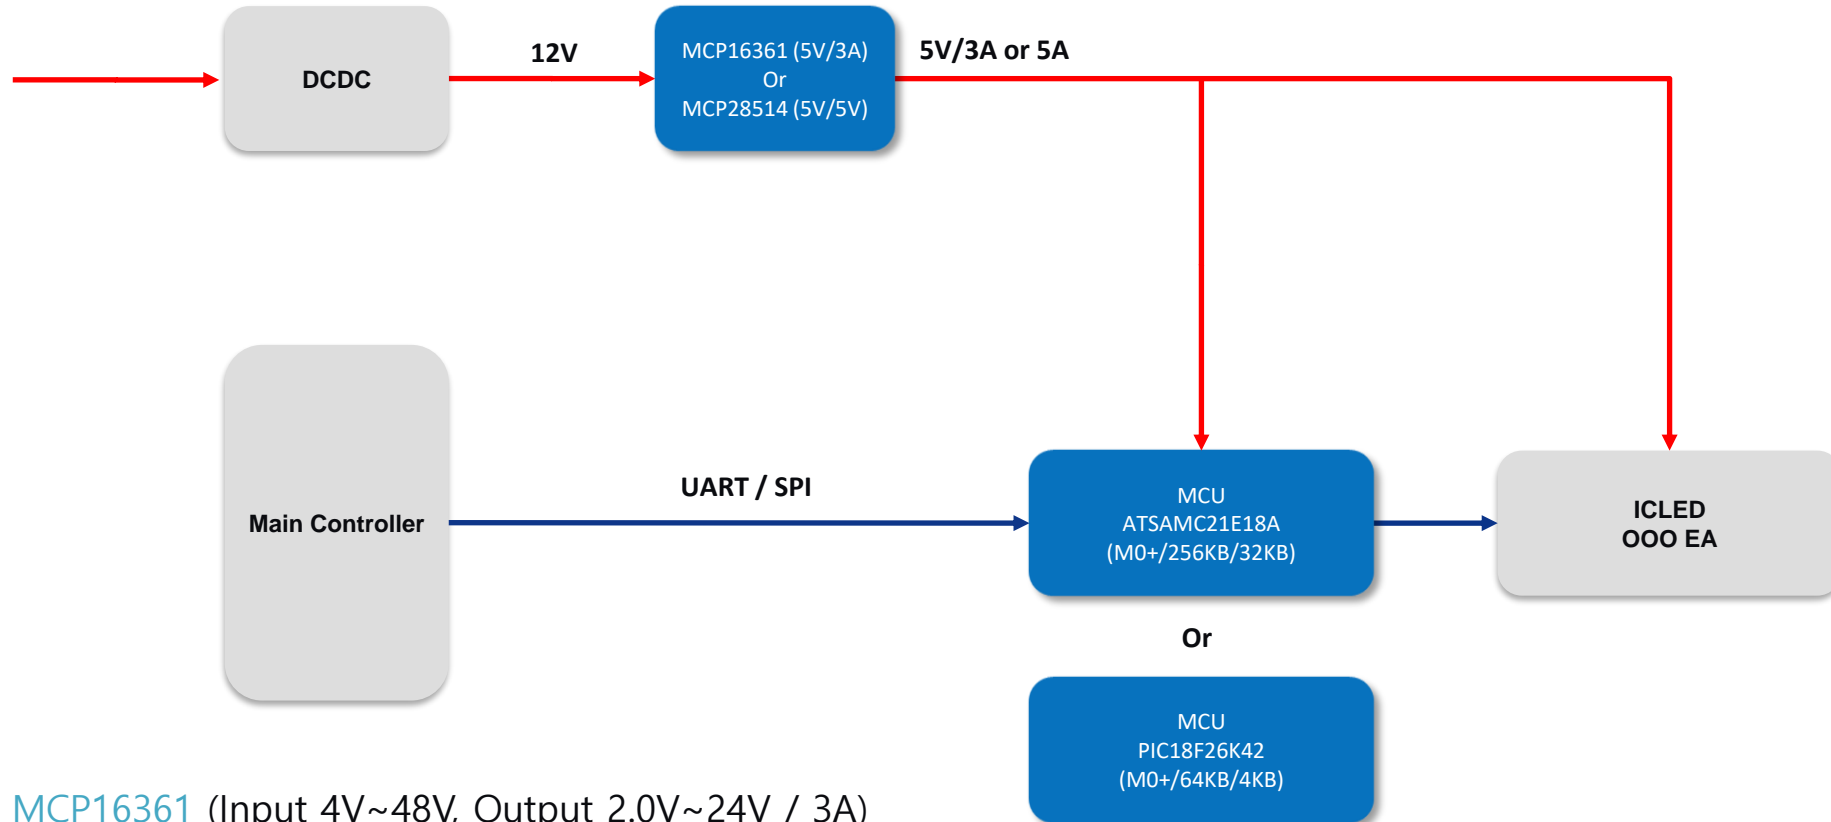 DCDC
12V
MCP16361 (5V/3A)
Or
MCP28514 (5V/5V)
5V/3A or 5A
Main Controller
UART / SPI
MCU
ATSAMC21E18A
(M0+/256KB/32KB)
ICLED
OOO EA
Or
MCU
PIC18F26K42
(M0+/64KB/4KB)
MCP16361 (Input 4V~48V, Output 2.0V~24V / 3A)